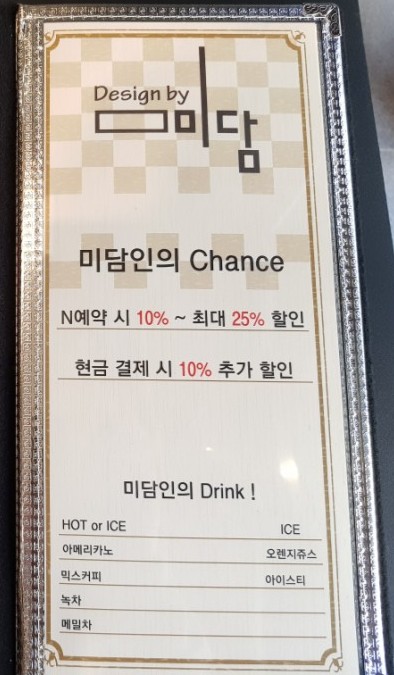 Design by
미담
미담인의 Chance
N예약 시 10% ~ 최대 25% 할인
현금 결제 시 10% 추가 할인
미담인의 Drink !
HOT or ICE ICE
아메리카노 오렌지쥬스
믹스커피 아이스티
녹차
메밀차